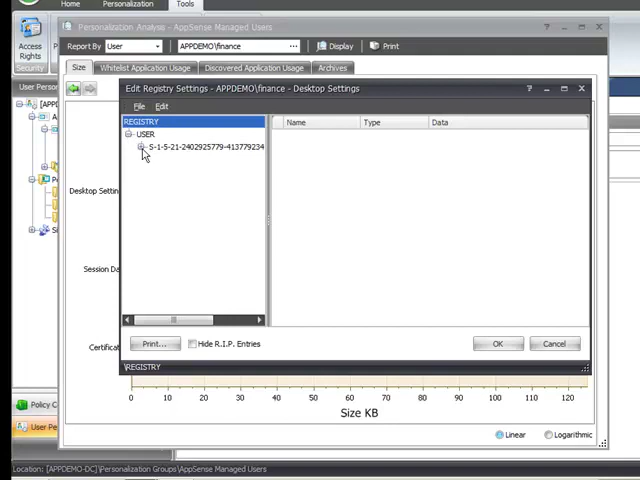 Home
Personalization
Tools
Access
Rights
Security
Personalization Analysis - AppSense Managed Users
Report By
User
APPDEMO\finance
Display
Print
Size
Whitelist Application Usage
Discovered Application Usage
Archives
User Person
[APPD
Edit Registry Settings - APPDEMO\finance - Desktop Settings
File
Edit
REGISTRY
USER
S-1-5-21-2402925779-413779234
Name
Type
Data
Desktop Settin
Session Da
Certificat
Print...
Hide R.I.P. Entries
OK
Cancel
\REGISTRY
0
10
20
30
40
50
60
70
80
90
100
110
120
Size KB
Linear
Logarithmic
Policy C
User Pe
Location: [APPDEMO-DC]\Personalization Groups\AppSense Managed Users